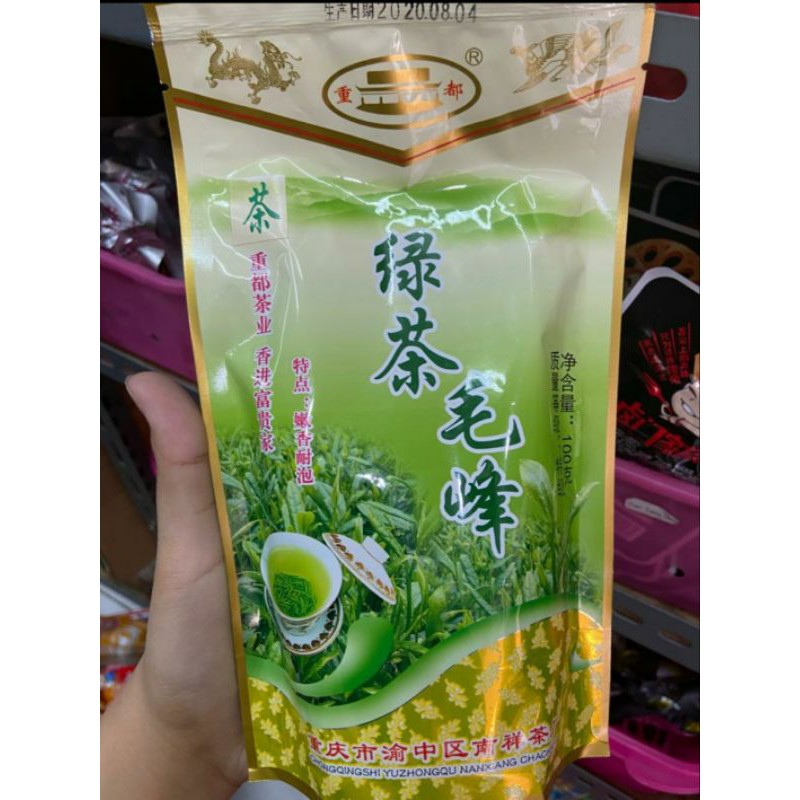 生产日期2020.08.04
重都
®
茶
重都茶业 香进富贵家
特点：嫩香耐泡
绿茶
毛峰
净含量：100克
重庆市渝中区南祥茶
CHONGQINGSHI YUZHONGQU NANXIANG CHAC